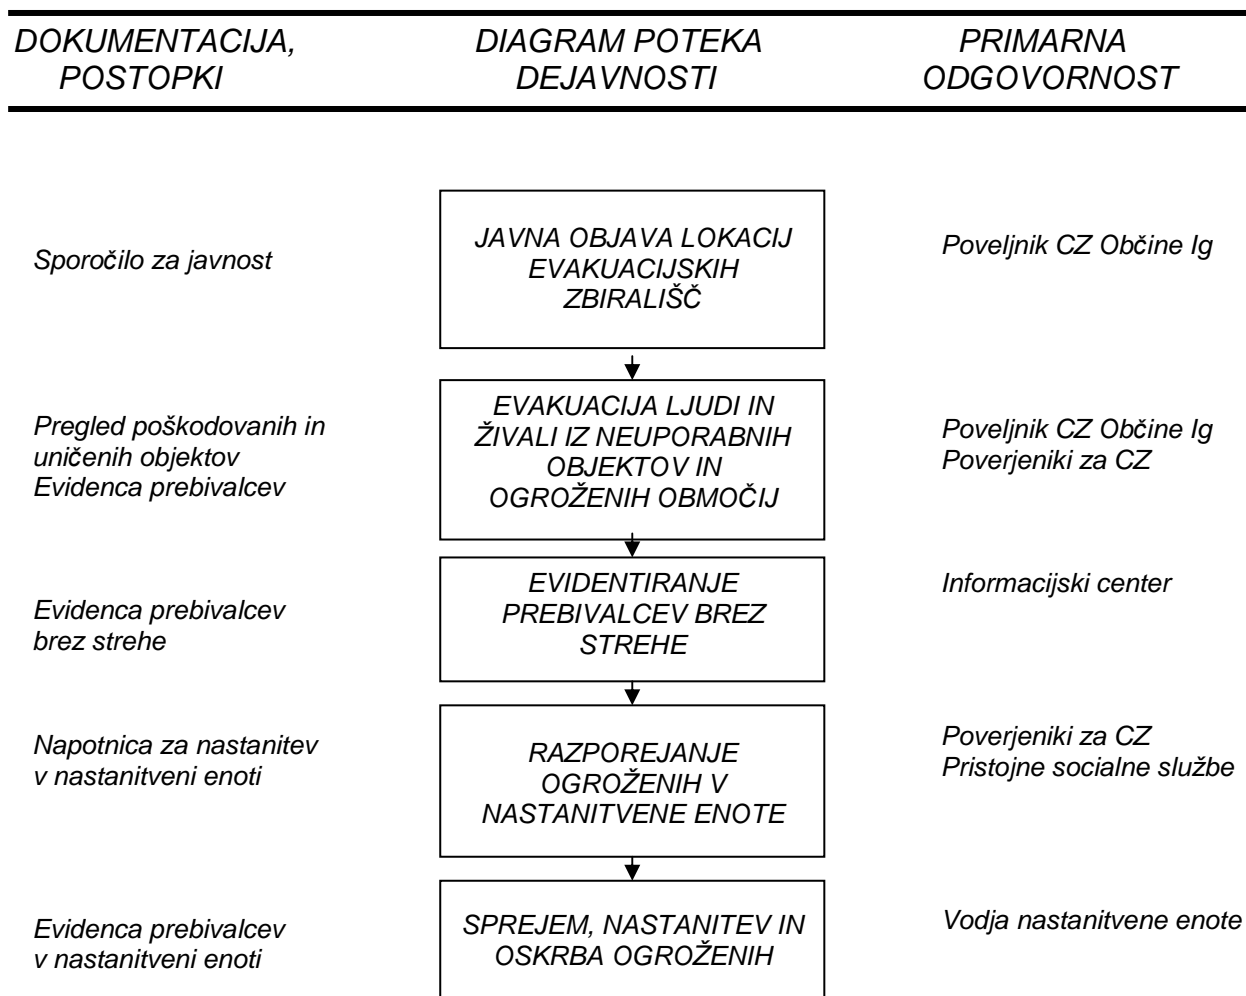 DOKUMENTACIJA,
POSTOPKI
DIAGRAM POTEKA
DEJAVNOSTI
PRIMARNA
ODGOVORNOST
Sporočilo za javnost
JAVNA OBJAVA LOKACIJ
EVAKUACIJSKIH
ZBIRALIŠČ
Poveljnik CZ Občine Ig
Pregled poškodovanih in
uničenih objektov
Evidenca prebivalcev
EVAKUACIJA LJUDI IN
ŽIVALI IZ NEUPORABNIH
OBJEKTOV IN
OGROŽENIH OBMOČIJ
Poveljnik CZ Občine Ig
Poverjeniki za CZ
Evidenca prebivalcev
brez strehe
EVIDENTIRANJE
PREBIVALCEV BREZ
STREHE
Informacijski center
Napotnica za nastanitev
v nastanitveni enoti
RAZPOREJANJE
OGROŽENIH V
NASTANITVENE ENOTE
Poverjeniki za CZ
Pristojne socialne službe
Evidenca prebivalcev
v nastanitveni enoti
SPREJEM, NASTANITEV IN
OSKRBA OGROŽENIH
Vodja nastanitvene enote